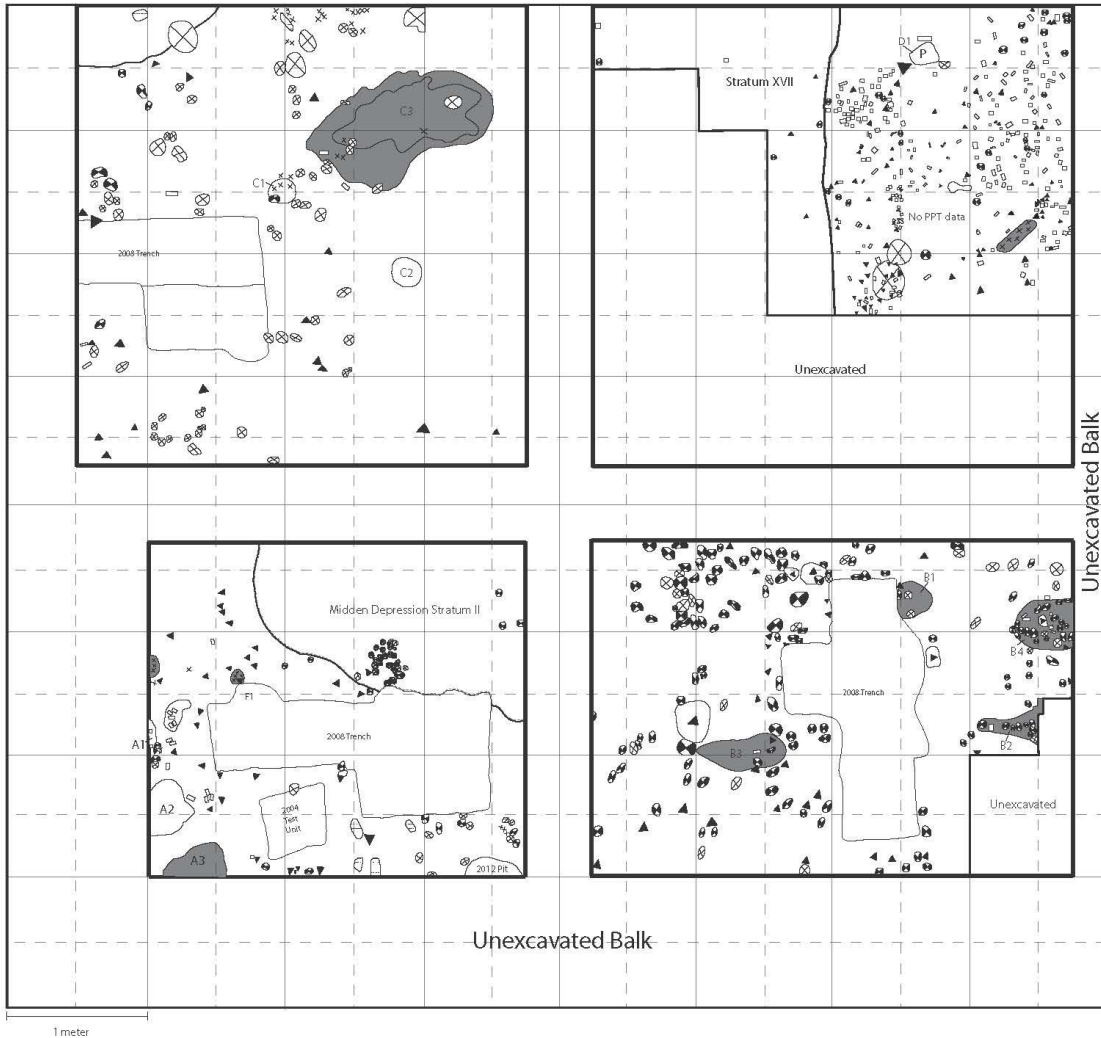 D1
P
Stratum XVII
C3
C1
No PPT data
2008 Trench
C2
Unexcavated
Unexcavated Balk
B1
Midden Depression Stratum II
B4
F1
2008 Trench
2008 Trench
A1
B3
B2
A2
2004
Test
Unit
Unexcavated
A3
2012 Pit
Unexcavated Balk
1 meter